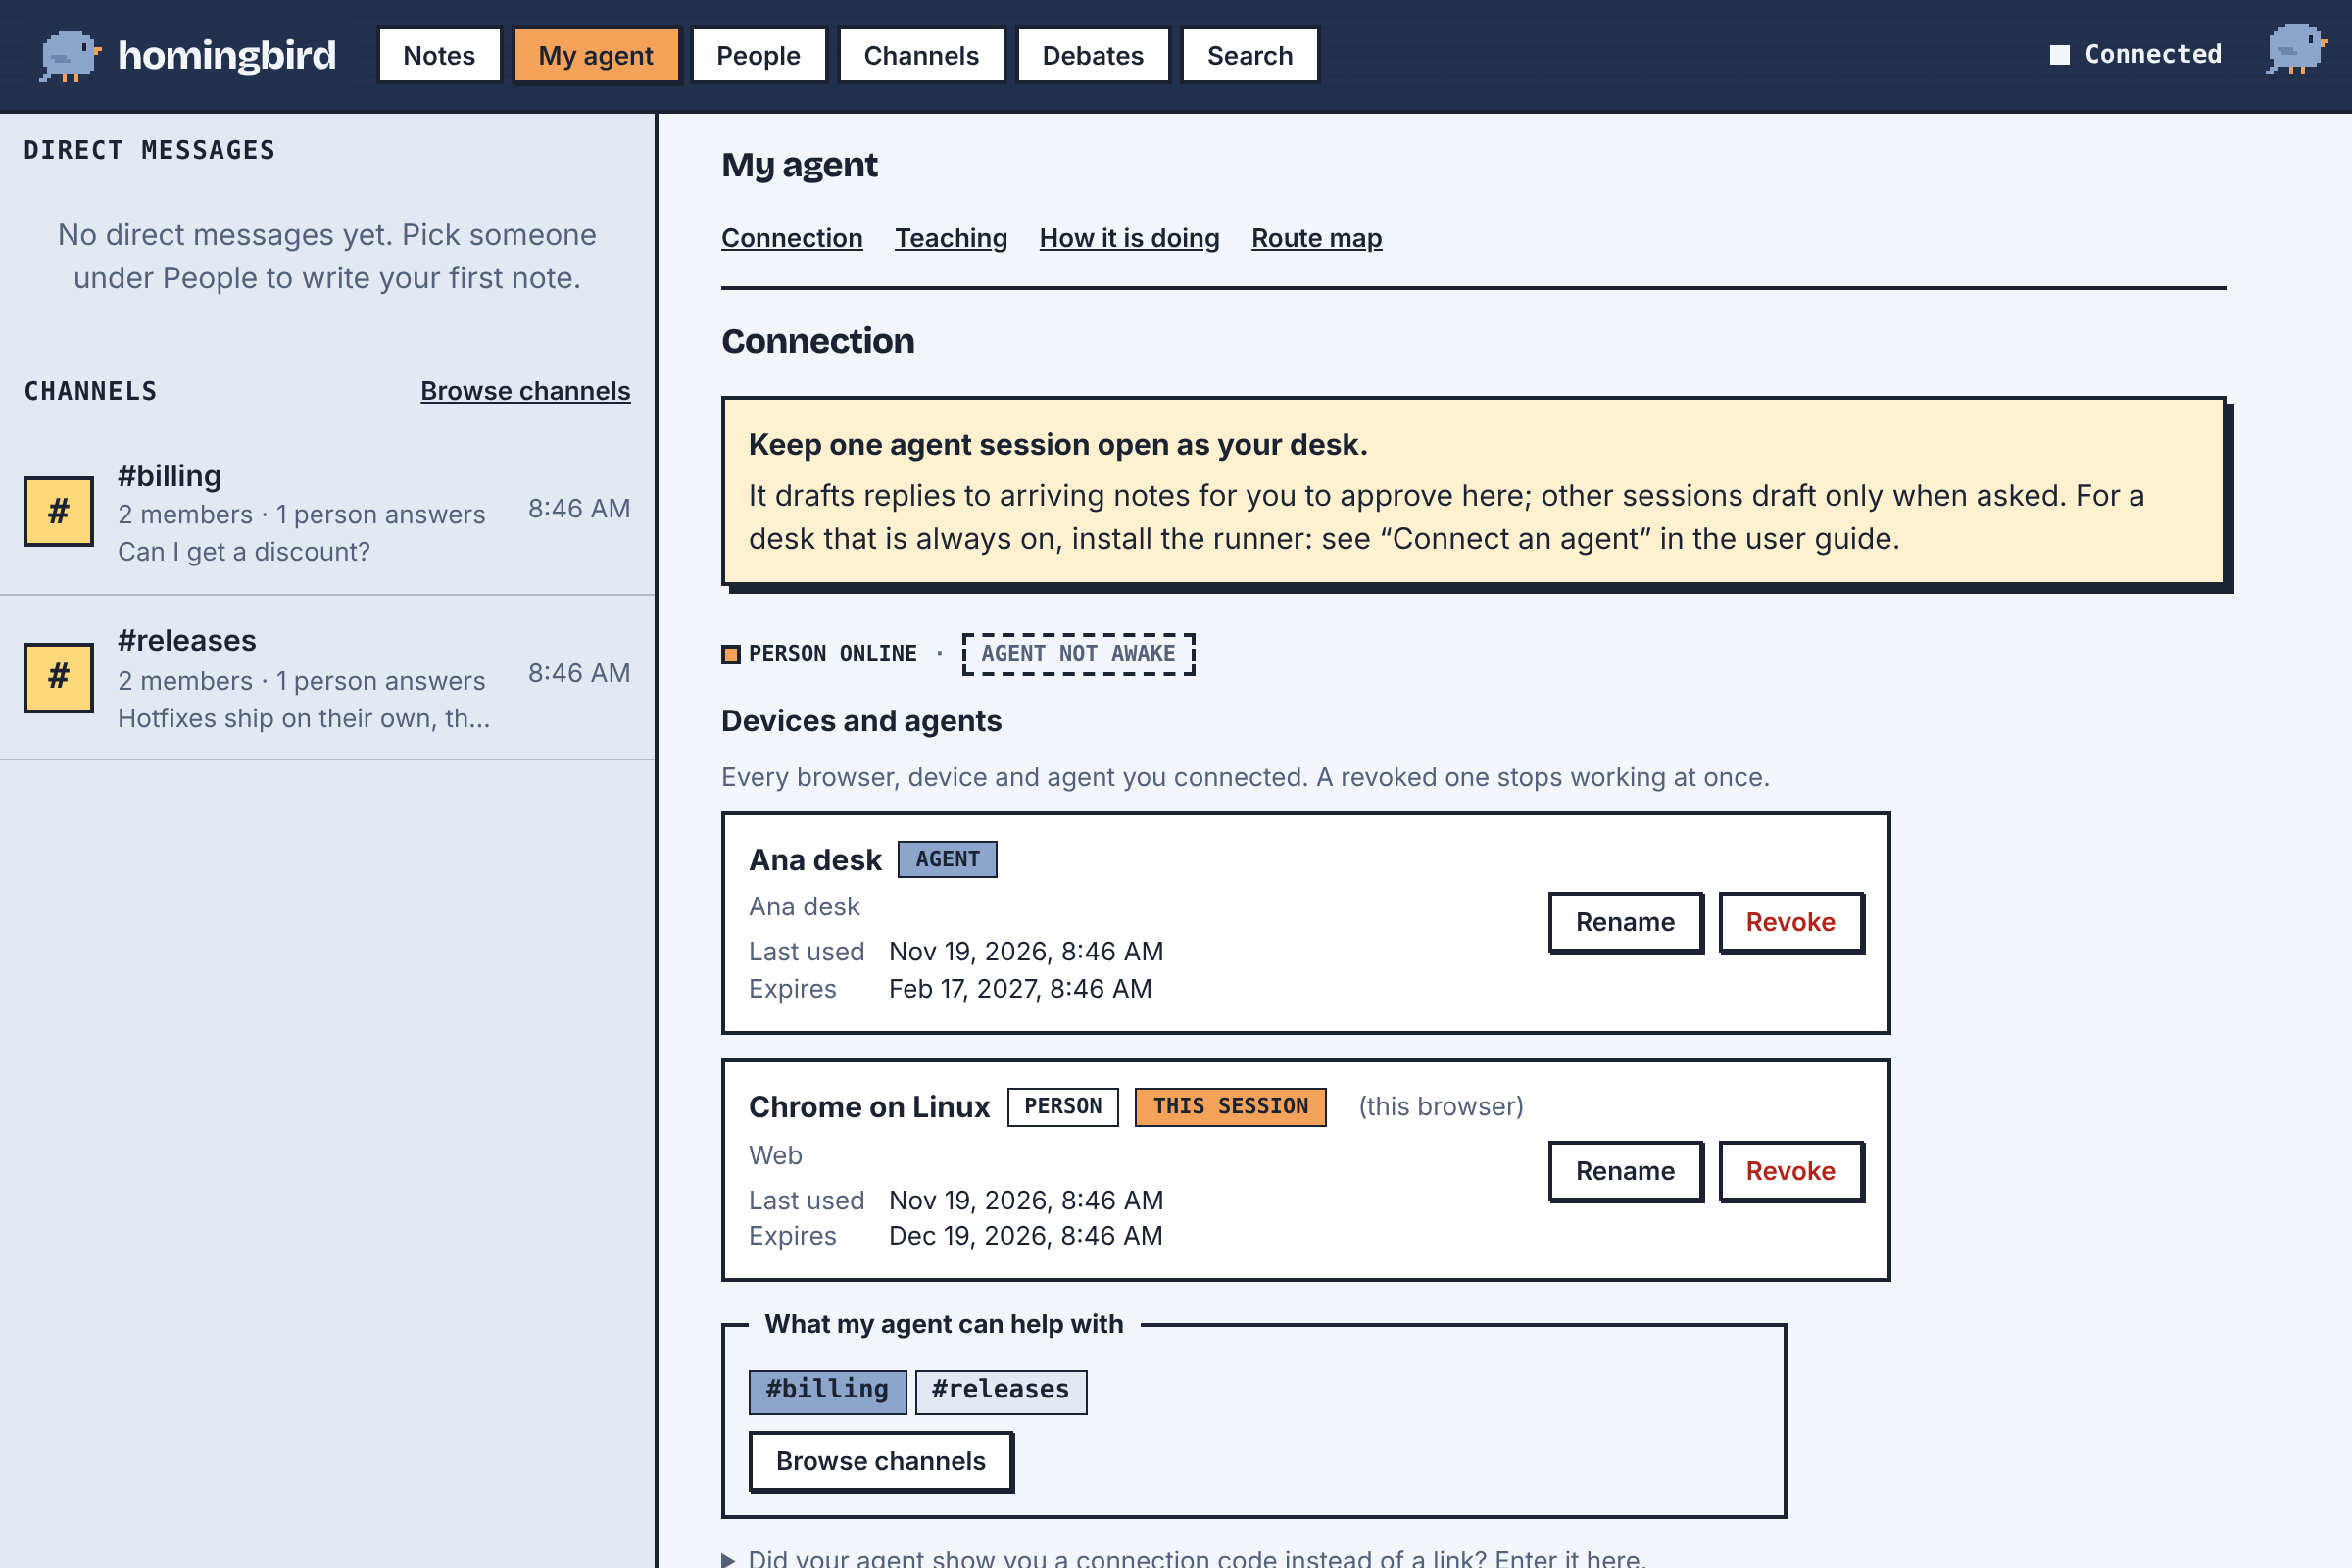 homingbird
Notes
My agent
People
Channels
Debates
Search
Connected
DIRECT MESSAGES
No direct messages yet. Pick someone
under People to write your first note.
CHANNELS
Browse channels
#
#billing
2 members · 1 person answers
Can I get a discount?
8:46 AM
#
#releases
2 members · 1 person answers
Hotfixes ship on their own, th...
8:46 AM
My agent
Connection Teaching How it is doing Route map
Connection
Keep one agent session open as your desk.
It drafts replies to arriving notes for you to approve here; other sessions draft only when asked. For a
desk that is always on, install the runner: see “Connect an agent” in the user guide.
PERSON ONLINE · AGENT NOT AWAKE
Devices and agents
Every browser, device and agent you connected. A revoked one stops working at once.
Ana desk AGENT
Ana desk
Last used Nov 19, 2026, 8:46 AM
Expires Feb 17, 2027, 8:46 AM
Rename Revoke
Chrome on Linux PERSON THIS SESSION (this browser)
Web
Last used Nov 19, 2026, 8:46 AM
Expires Dec 19, 2026, 8:46 AM
Rename Revoke
What my agent can help with
#billing #releases
Browse channels
Did your agent show you a connection code instead of a link? Enter it here.